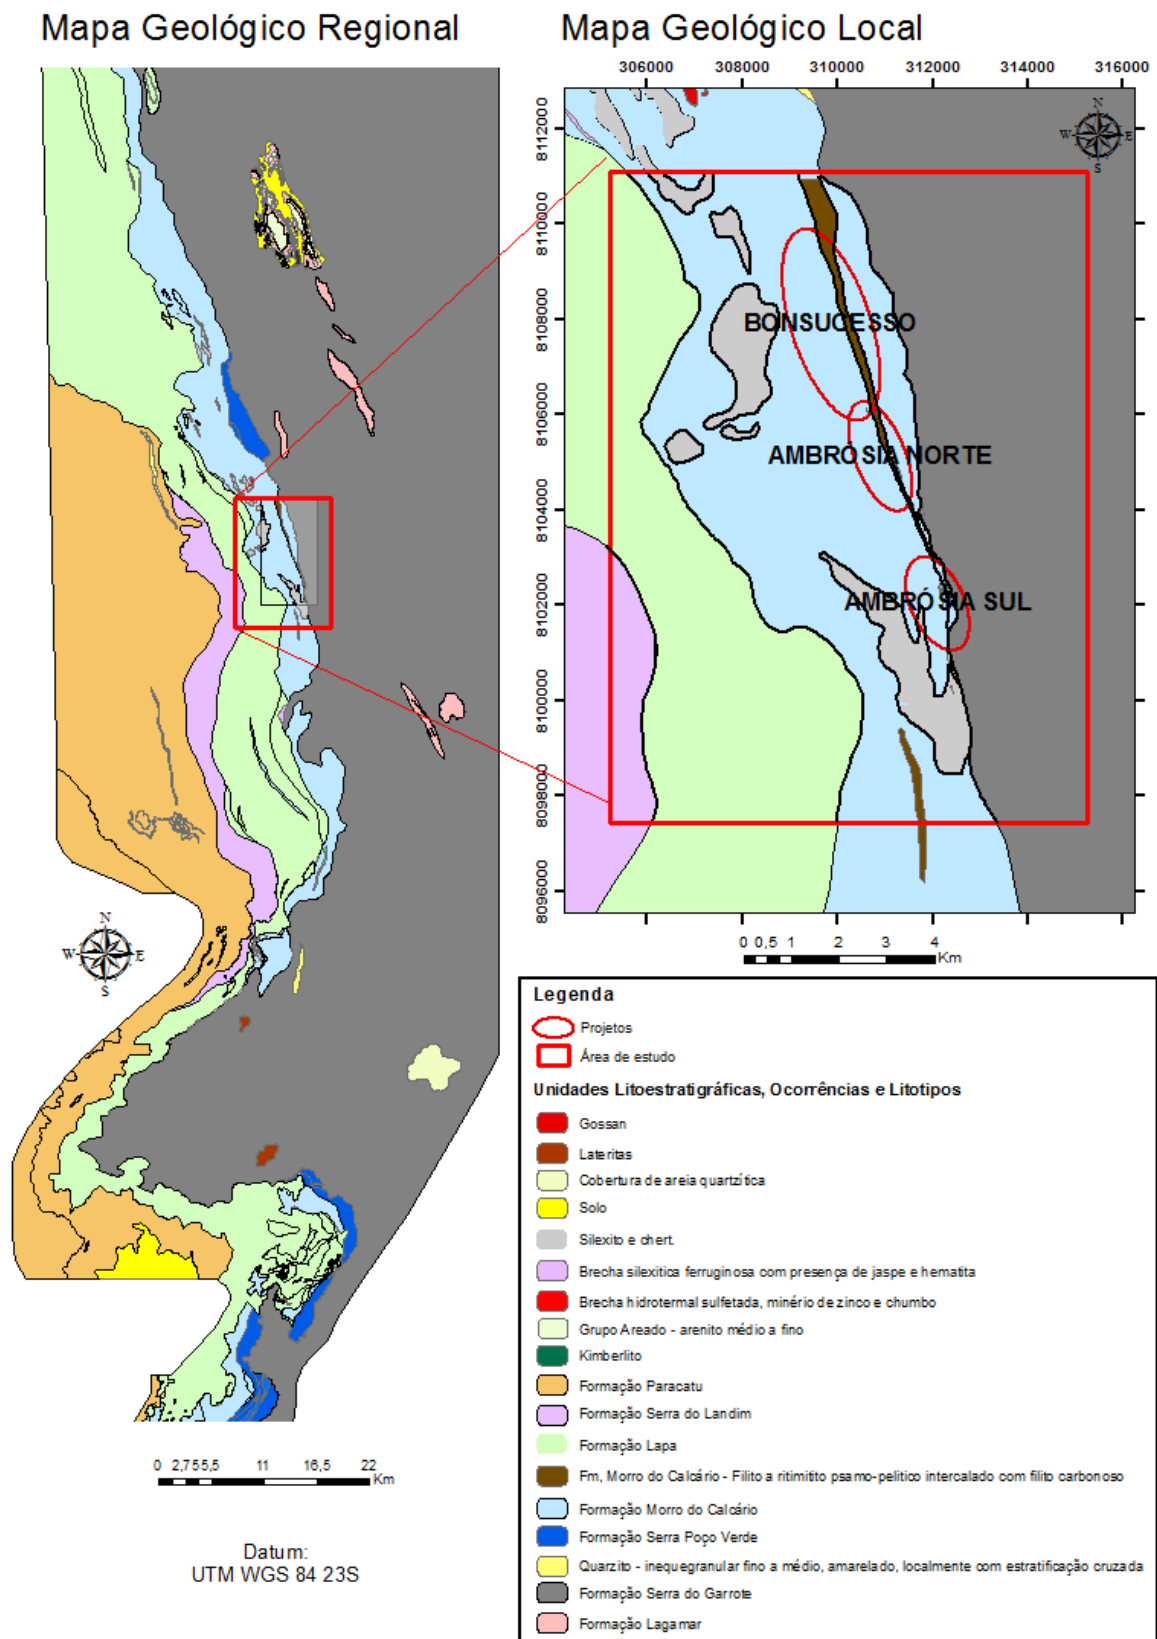 Mapa Geológico Regional
Mapa Geológico Local
306000 308000 310000 312000 314000 316000
8112000
8110000
8108000
8106000
8104000
8102000
8100000
8098000
8096000
N
W E
S
BONSUCESSO
AMBRÓSIA NORTE
AMBRÓSIA SUL
0 0,5 1 2 3 4
Km
N
W E
S
0 2,75 5,5 11 16,5 22
Km
Datum:
UTM WGS 84 23S
Legenda
Projetos
Área de estudo
Unidades Litoestratigráficas, Ocorrências e Litotipos
Gossan
Lateritas
Cobertura de areia quartzítica
Solo
Silexito e chert.
Brecha silexitica ferruginosa com presença de jaspe e hematita
Brecha hidrotermal sulfetada, minério de zinco e chumbo
Grupo Areado - arenito médio a fino
Kimberlito
Formação Paracatu
Formação Serra do Landim
Formação Lapa
Fm, Morro do Calcário - Filito a ritimitito psamo-pelitico intercalado com filito carbonoso
Formação Morro do Calcário
Formação Serra Poço Verde
Quarzito - inequegranular fino a médio, amarelado, localmente com estratificação cruzada
Formação Serra do Garrote
Formação Lagamar